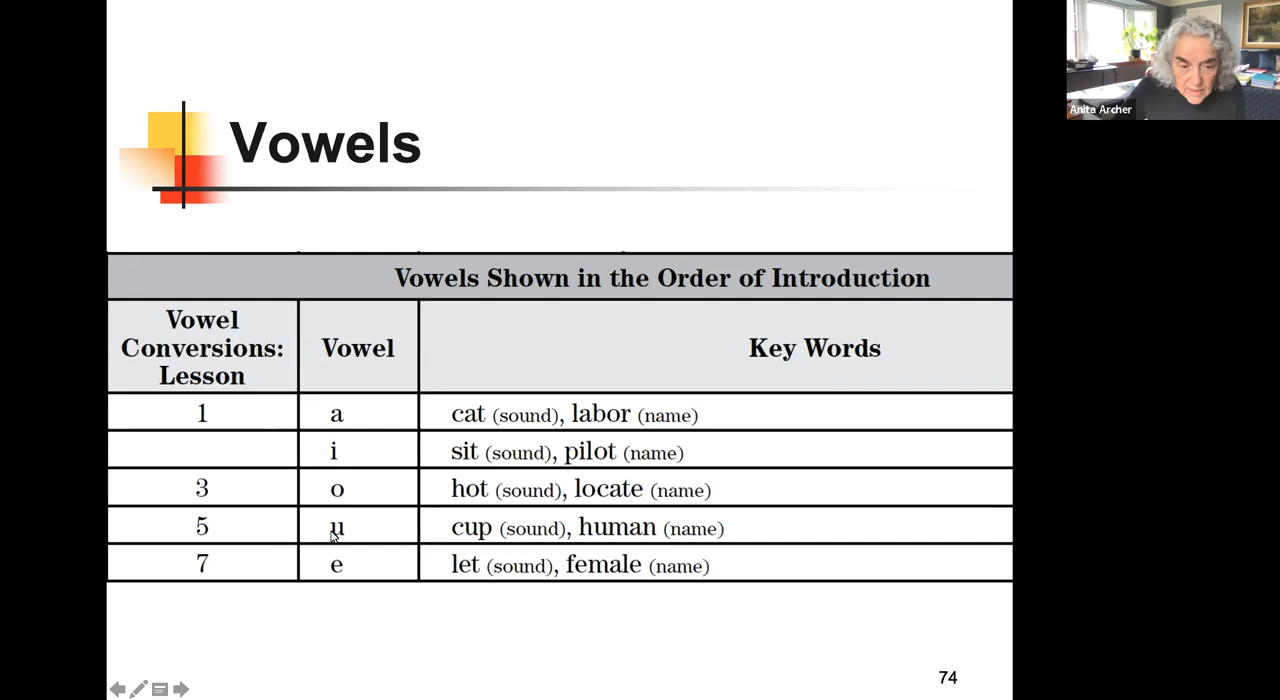 Vowels
Vowels Shown in the Order of Introduction
Vowel Conversions: Lesson
Vowel
Key Words
1 a cat (sound), labor (name)
i sit (sound), pilot (name)
3 o hot (sound), locate (name)
5 u cup (sound), human (name)
7 e let (sound), female (name)
74
Anita Archer